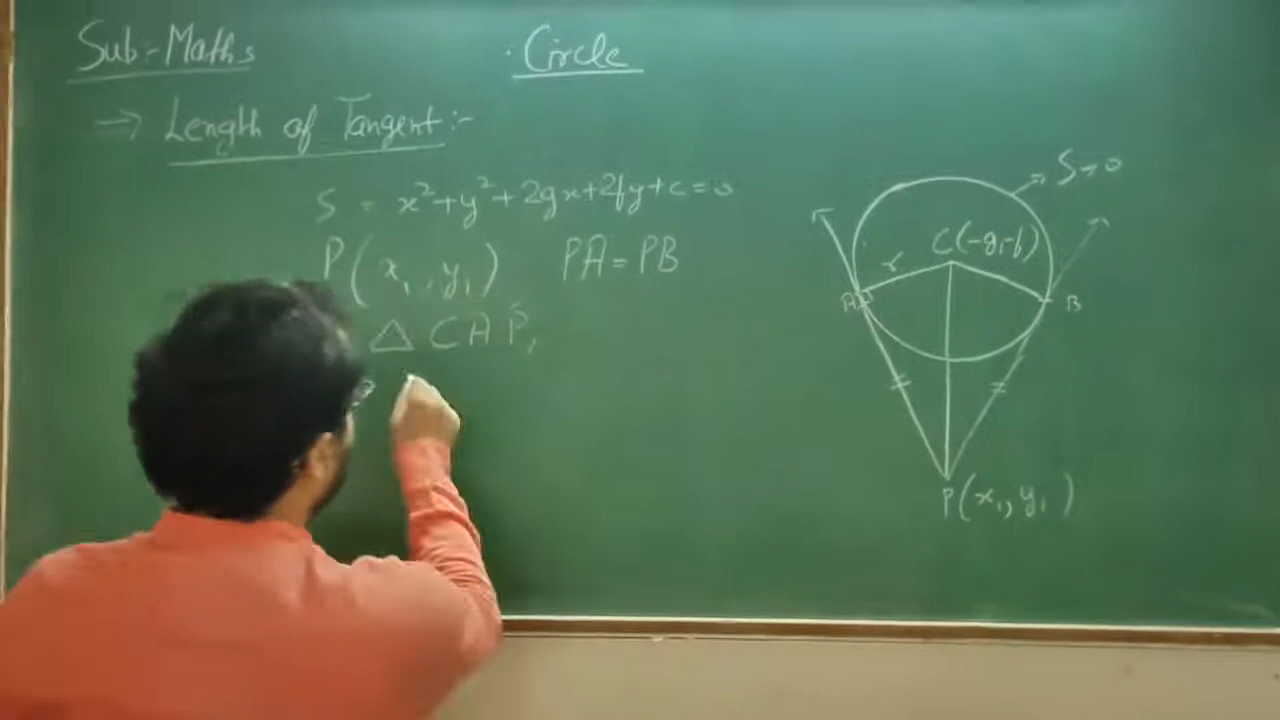 Sub:- Maths
Circle
⇒ Length of Tangent:-
S = x²+y²+2gx+2fy+c=0
P(x₁, y₁) PA = PB
△ CAP,
S=0
C(-g,-f)
r
A
B
P(x₁, y₁)